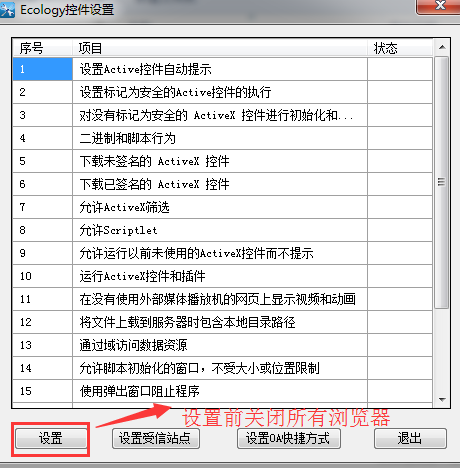 Ecology控件设置
序号 项目 状态
1 设置Active控件自动提示
2 设置标记为安全的Active控件的执行
3 对没有标记为安全的 ActiveX 控件进行初始化和...
4 二进制和脚本行为
5 下载未签名的 ActiveX 控件
6 下载已签名的 ActiveX 控件
7 允许ActiveX筛选
8 允许Scriptlet
9 允许运行以前未使用的ActiveX控件而不提示
10 运行ActiveX控件和插件
11 在没有使用外部媒体播放机的网页上显示视频和动画
12 将文件上载到服务器时包含本地目录路径
13 通过域访问数据资源
14 允许脚本初始化的窗口，不受大小或位置限制
15 使用弹出窗口阻止程序
设置前关闭所有浏览器
设置 设置受信站点 设置OA快捷方式 退出